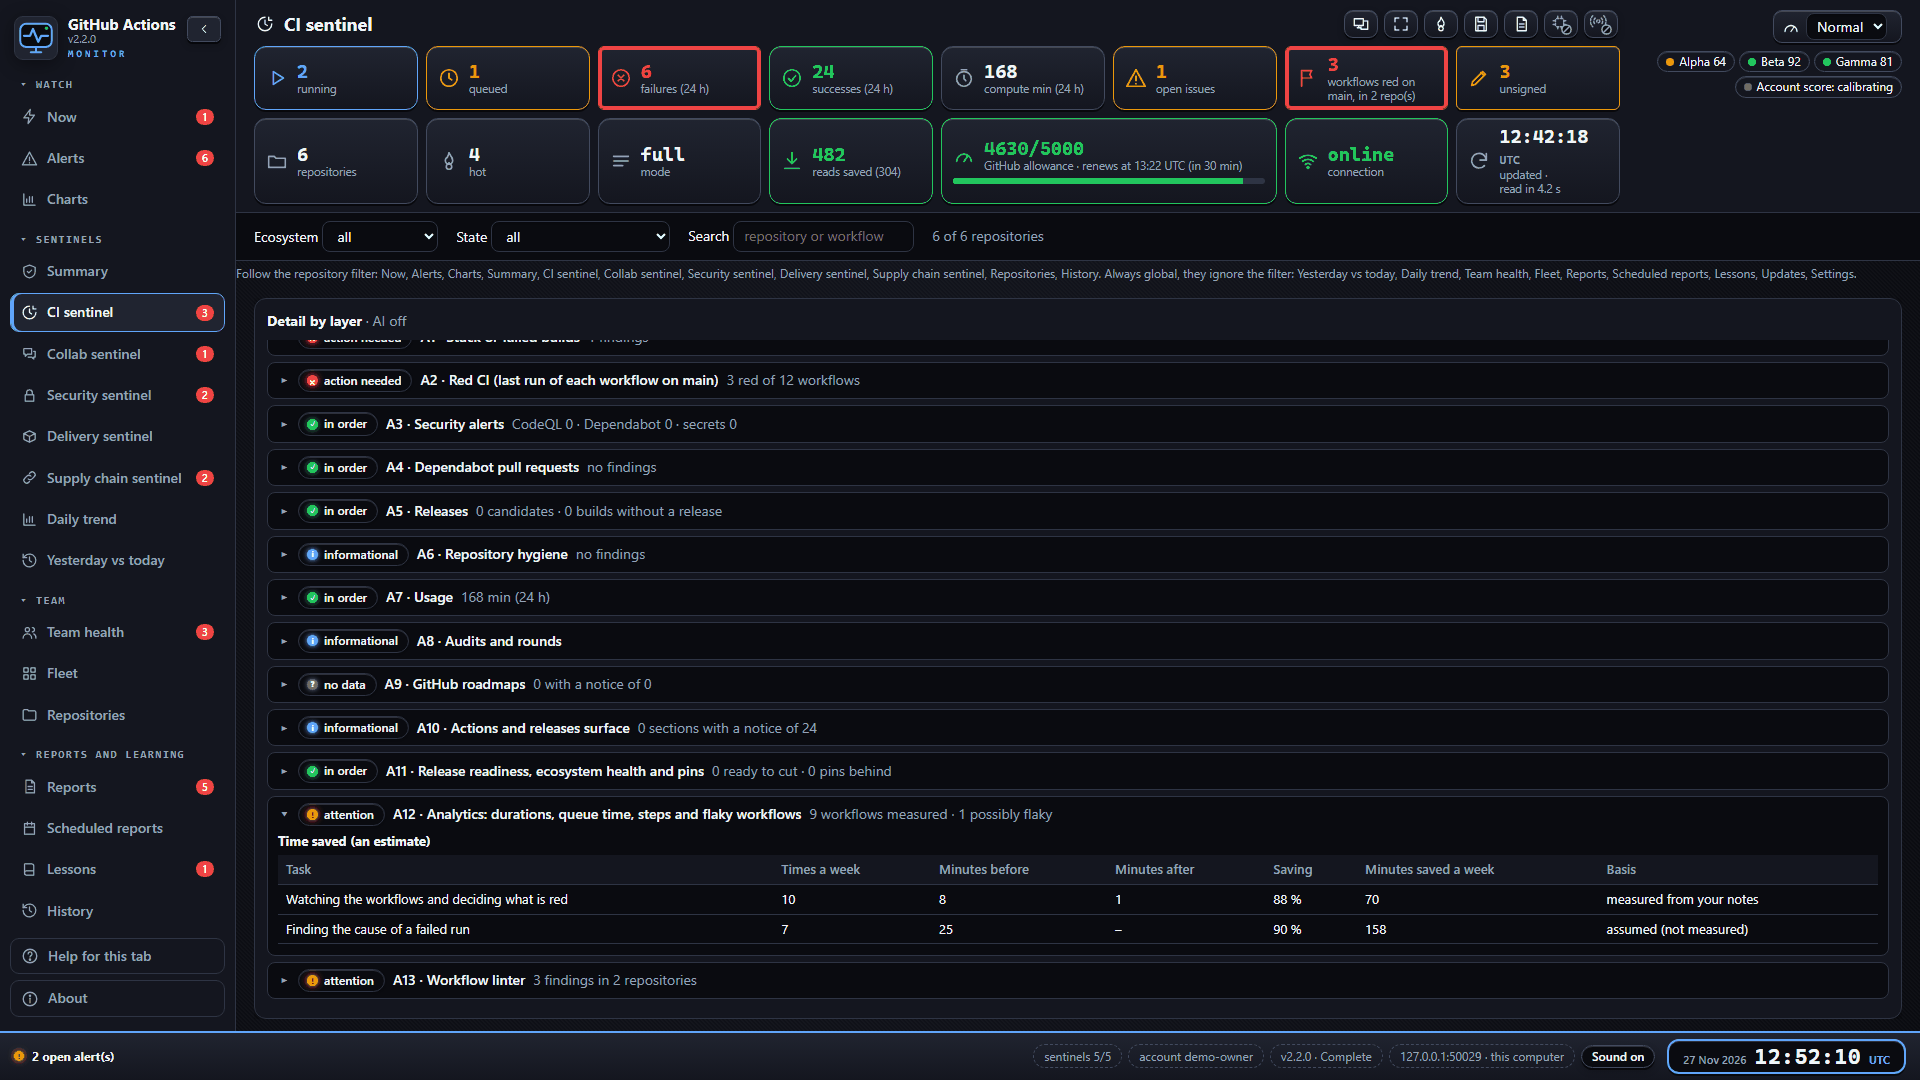 GitHub Actions
v2.2.0
MONITOR
WATCH
Now 1
Alerts 6
Charts
SENTINELS
Summary
CI sentinel 3
Collab sentinel 1
Security sentinel 2
Delivery sentinel
Supply chain sentinel 2
Daily trend
Yesterday vs today
TEAM
Team health 3
Fleet
Repositories
REPORTS AND LEARNING
Reports 5
Scheduled reports
Lessons 1
History
Help for this tab
About
CI sentinel
Normal
Alpha 64
Beta 92
Gamma 81
Account score: calibrating
2
running
1
queued
6
failures (24 h)
24
successes (24 h)
168
compute min (24 h)
1
open issues
3
workflows red on
main, in 2 repo(s)
3
unsigned
6
repositories
4
hot
full
mode
482
reads saved (304)
4630/5000
GitHub allowance · renews at 13:22 UTC (in 30 min)
online
connection
12:42:18
UTC
updated ·
read in 4.2 s
Ecosystem all State all Search repository or workflow 6 of 6 repositories
Follow the repository filter: Now, Alerts, Charts, Summary, CI sentinel, Collab sentinel, Security sentinel, Delivery sentinel, Supply chain sentinel, Repositories, History. Always global, they ignore the filter: Yesterday vs today, Daily trend, Team health, Fleet, Reports, Scheduled reports, Lessons, Updates, Settings.
Detail by layer · AI off
action needed A2 · Red CI (last run of each workflow on main) 3 red of 12 workflows
in order A3 · Security alerts CodeQL 0 · Dependabot 0 · secrets 0
in order A4 · Dependabot pull requests no findings
in order A5 · Releases 0 candidates · 0 builds without a release
informational A6 · Repository hygiene no findings
in order A7 · Usage 168 min (24 h)
informational A8 · Audits and rounds
no data A9 · GitHub roadmaps 0 with a notice of 0
informational A10 · Actions and releases surface 0 sections with a notice of 24
in order A11 · Release readiness, ecosystem health and pins 0 ready to cut · 0 pins behind
attention A12 · Analytics: durations, queue time, steps and flaky workflows 9 workflows measured · 1 possibly flaky
Time saved (an estimate)
Task Times a week Minutes before Minutes after Saving Minutes saved a week Basis
Watching the workflows and deciding what is red 10 8 1 88 % 70 measured from your notes
Finding the cause of a failed run 7 25 – 90 % 158 assumed (not measured)
attention A13 · Workflow linter 3 findings in 2 repositories
2 open alert(s)
sentinels 5/5
account demo-owner
v2.2.0 · Complete
127.0.0.1:50029 · this computer
Sound on
27 Nov 2026 12:52:10 UTC